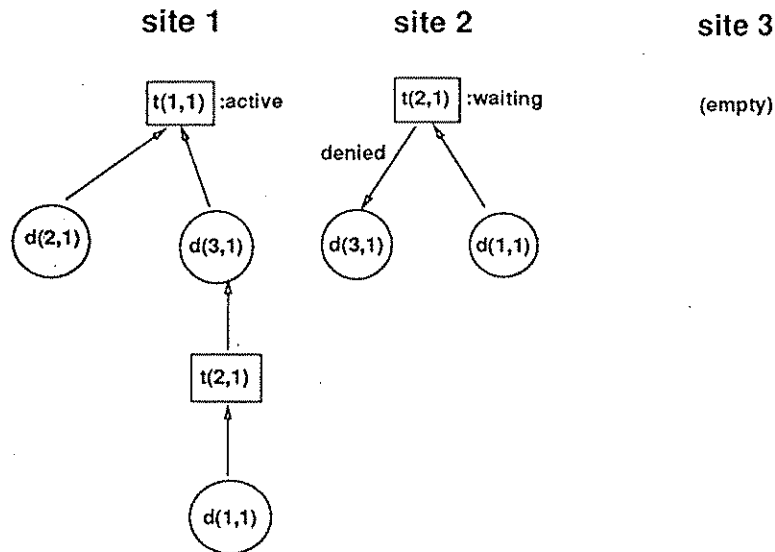 site 1 site 2 site 3
t(1,1) :active t(2,1) :waiting (empty)
denied
d(2,1) d(3,1) d(3,1) d(1,1)
t(2,1)
d(1,1)